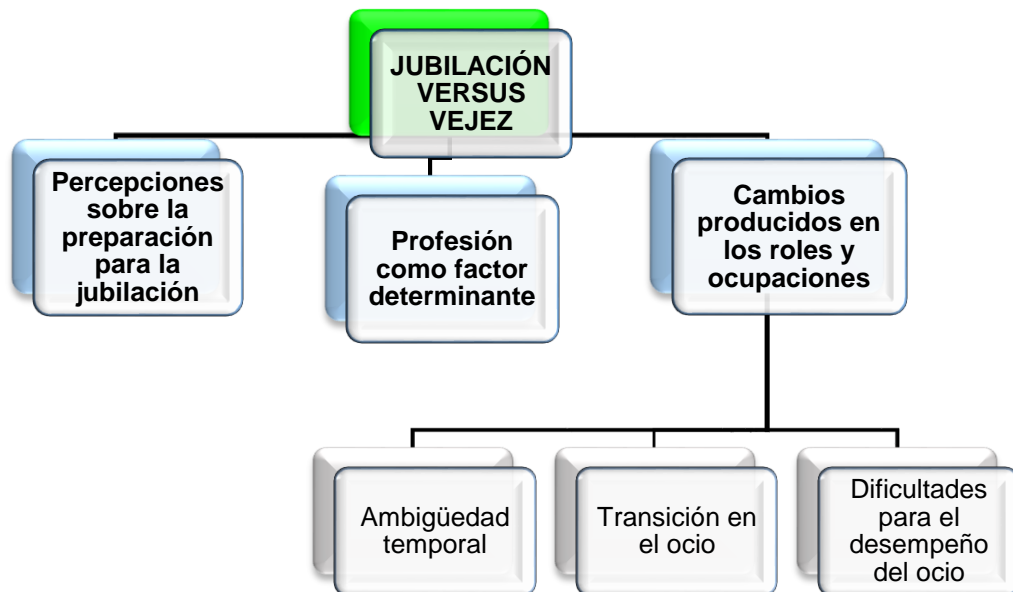 JUBILACIÓN
VERSUS
VEJEZ
Percepciones
sobre la
preparación
para la
jubilación
Profesión
como factor
determinante
Cambios
producidos en
los roles y
ocupaciones
Ambigüedad
temporal
Transición en
el ocio
Dificultades
para el
desempeño
del ocio